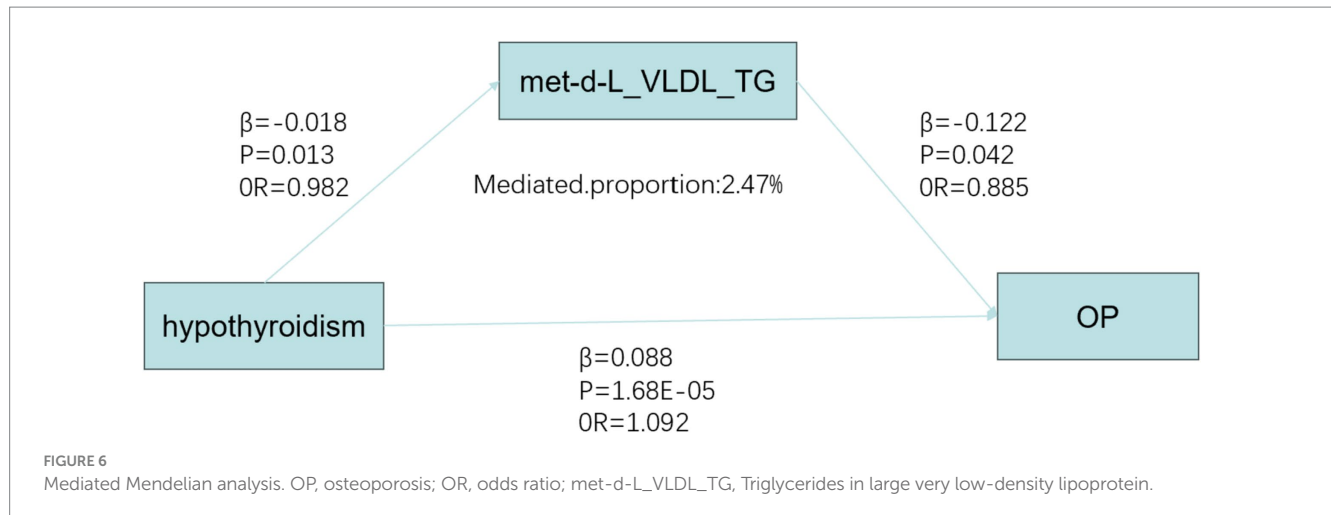 met-d-L_VLDL_TG
β=-0.018
P=0.013
0R=0.982
β=-0.122
P=0.042
0R=0.885
Mediated.proportion:2.47%
hypothyroidism
OP
β=0.088
P=1.68E-05
0R=1.092
FIGURE 6
Mediated Mendelian analysis. OP, osteoporosis; OR, odds ratio; met-d-L_VLDL_TG, Triglycerides in large very low-density lipoprotein.